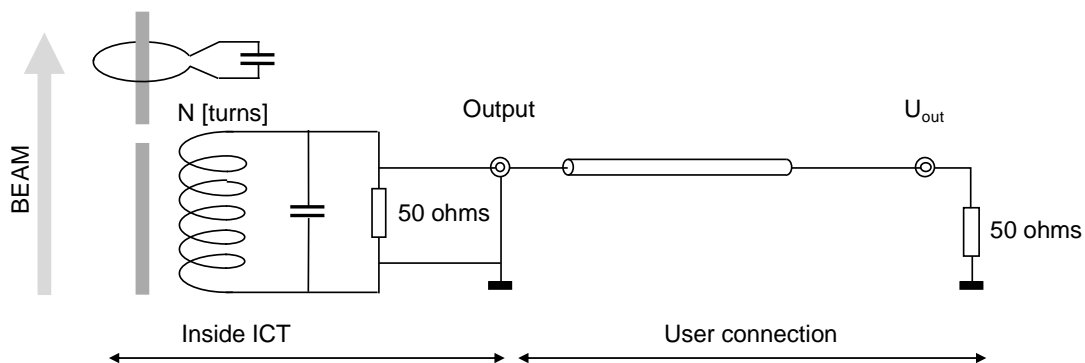 N [turns]
Output
U_out
BEAM
50 ohms
50 ohms
Inside ICT
User connection